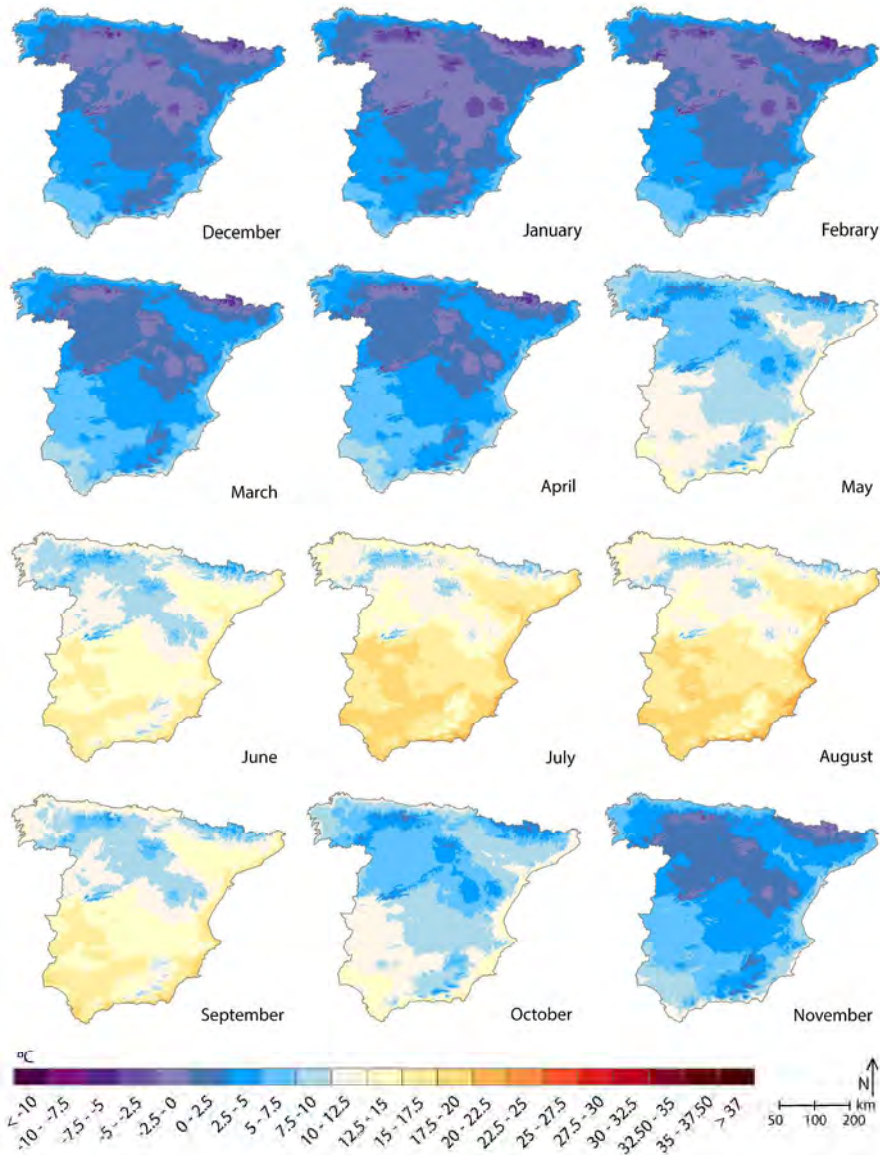 December
January
Febrary
March
April
May
June
July
August
September
October
November
ºC
< -10
-10 - -7.5
-7.5 - -5
-5 - -2.5
-2.5 - 0
0 - 2.5
2.5 - 5
5 - 7.5
7.5 - 10
10 - 12.5
12.5 - 15
15 - 17.5
17.5 - 20
20 - 22.5
22.5 - 25
25 - 27.5
27.5 - 30
30 - 32.5
32.50 - 35
35 - 37.50
> 37
N
km
50 100 200